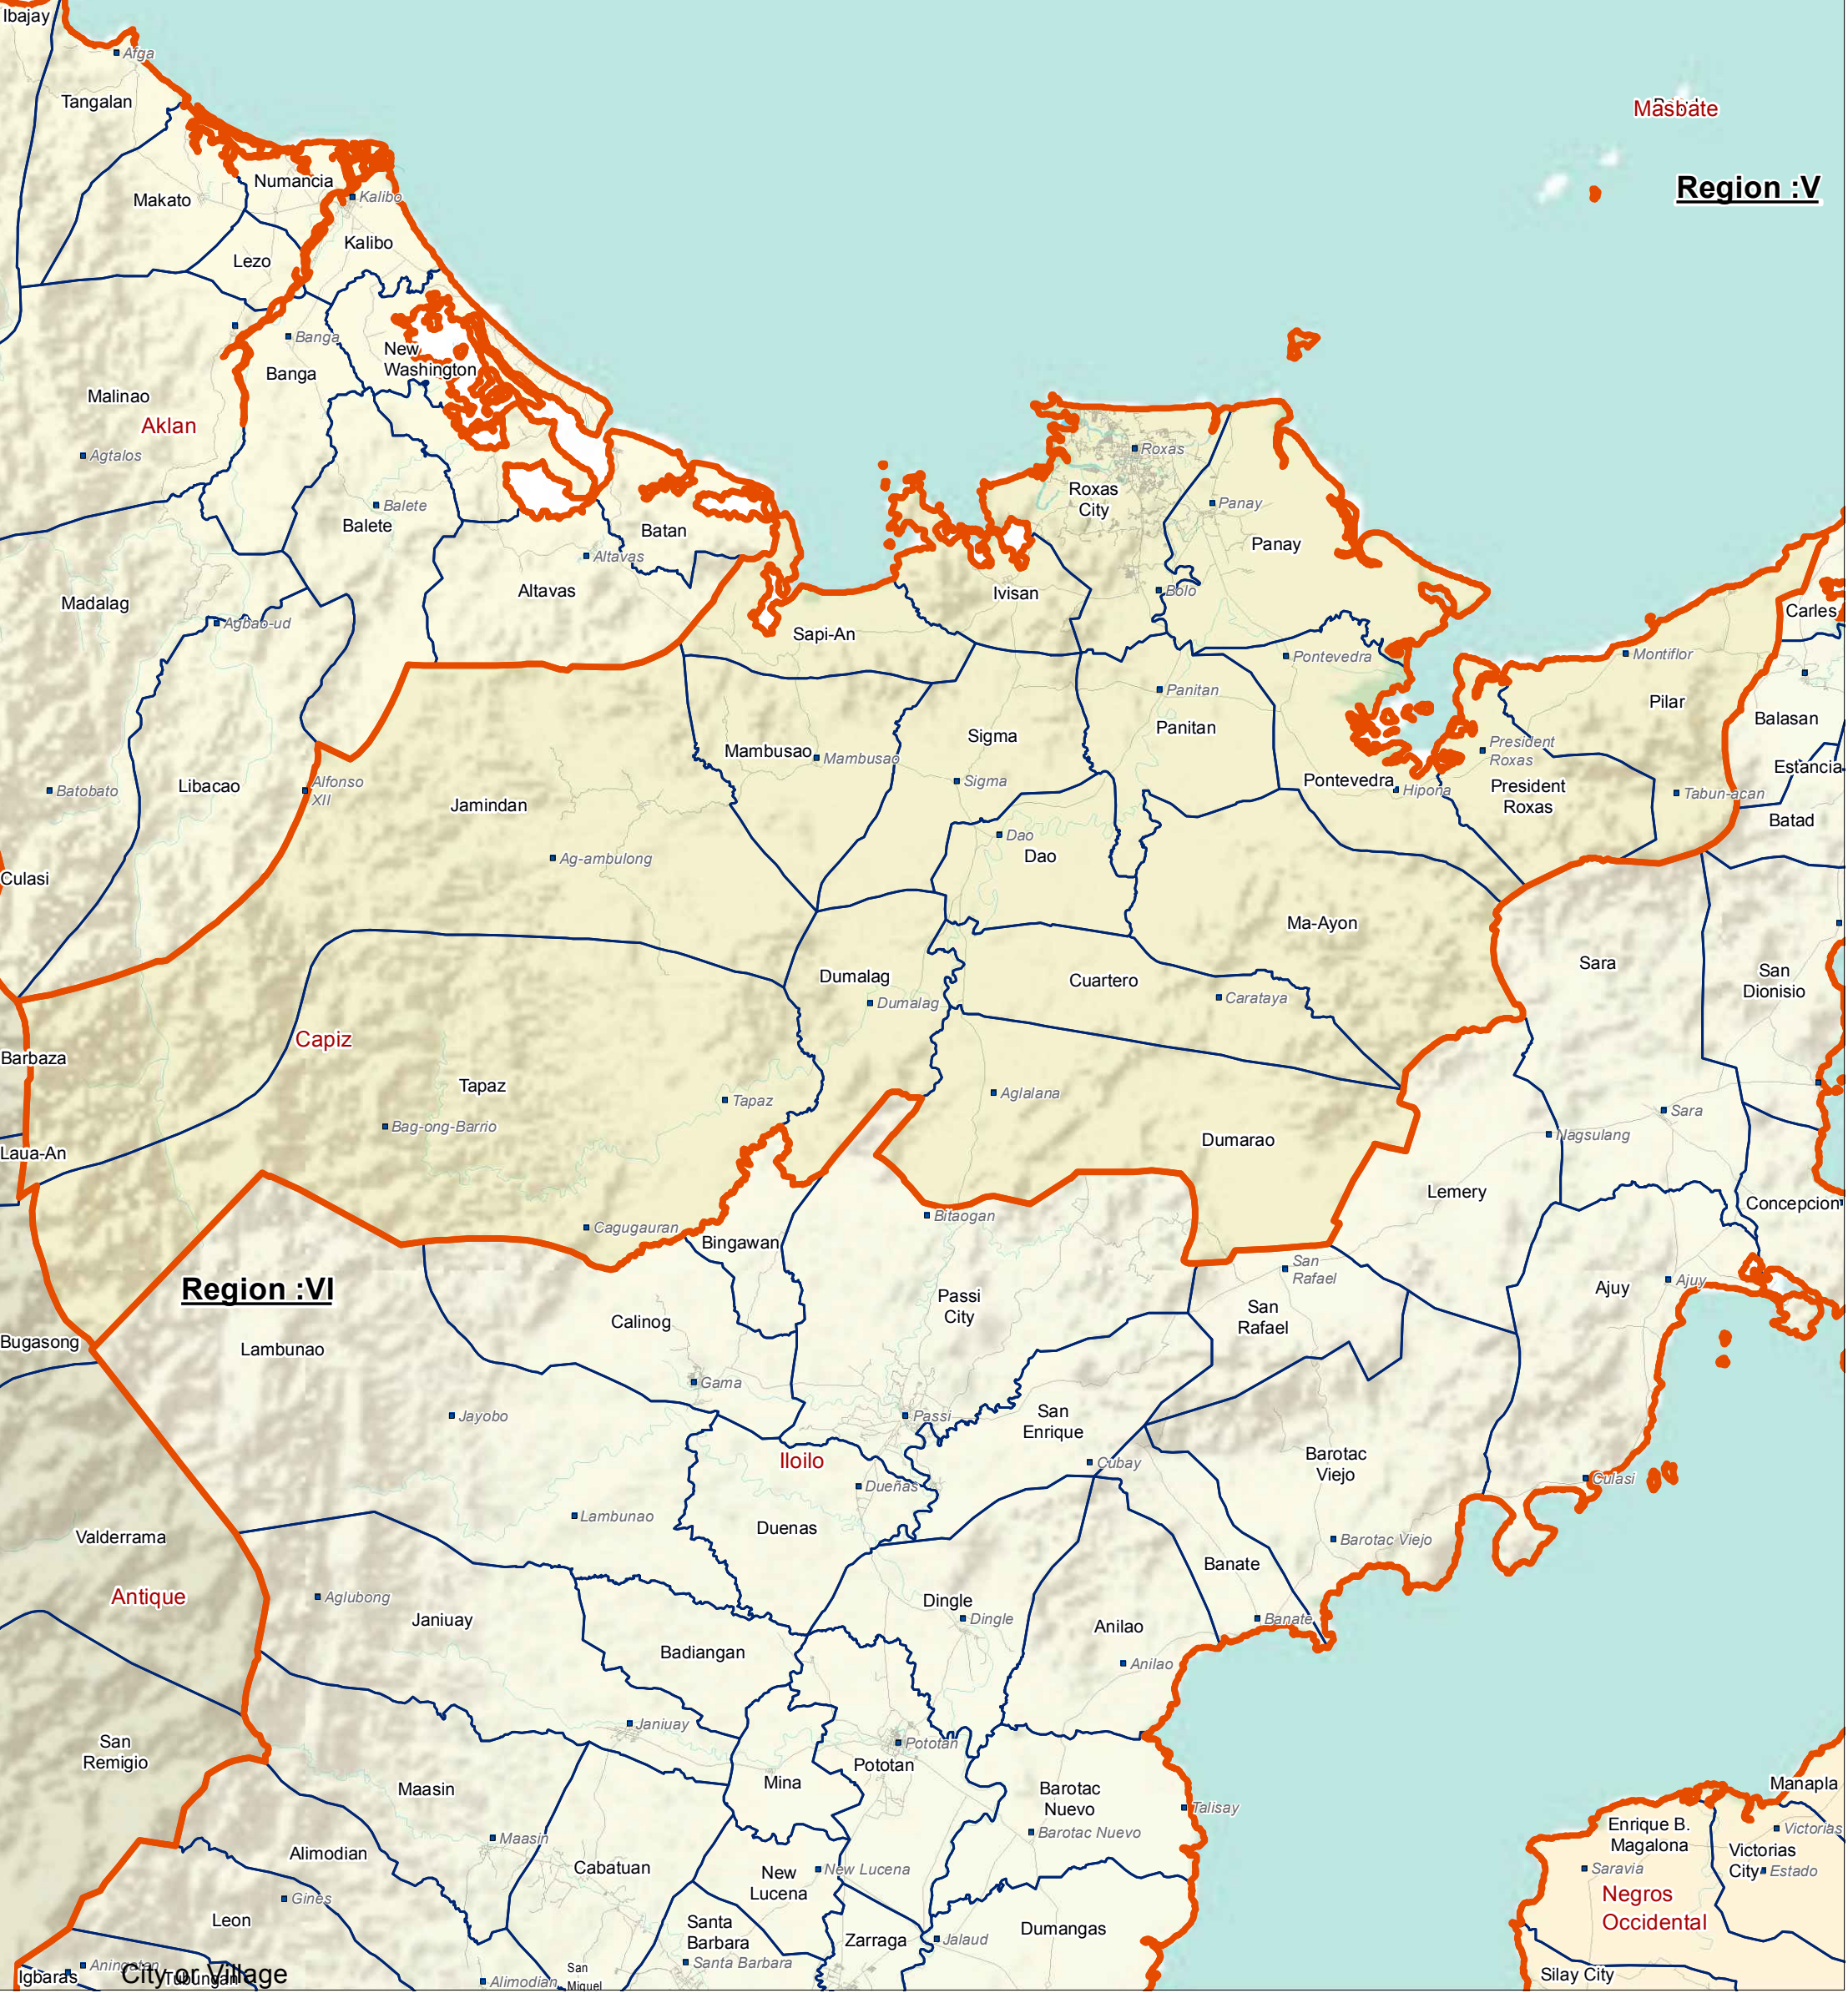 Ibajay
Afga
Tangalan
Masbate
Region :V
Numancia
Makato
Kalibo
Kalibo
Lezo
Banga
New
Washington
Banga
Malinao
Aklan
Agtalos
Roxas
Roxas
City
Panay
Balete
Balete
Batan
Panay
Altavas
Altavas
Ivisan
Bolo
Madalag
Agbao-ud
Sapi-An
Carles
Pontevedra
Montiflor
Panitan
Panitan
Pilar
Balasan
Sigma
Mambusao
Mambusao
President
Roxas
Estancia
Batobato
Libacao
Alfonso
XII
Jamindan
Sigma
Pontevedra
Hipona
President
Roxas
Tabun-acan
Batad
Dao
Dao
Ag-ambulong
Culasi
Ma-Ayon
Sara
San
Dionisio
Dumalag
Dumalag
Cuartero
Carataya
Capiz
Barbaza
Tapaz
Tapaz
Aglalana
Sara
Bag-ong-Barrio
Nagsulang
Dumarao
Laua-An
Lemery
Concepcion
Cagugauran
Bitaogan
Bingawan
San
Rafael
Region :VI
Ajuy
Ajuy
Passi
City
San
Rafael
Calinog
Bugasong
Lambunao
Gama
Jayobo
Passi
San
Enrique
Iloilo
Cubay
Barotac
Viejo
Culasi
Dueñas
Lambunao
Duenas
Valderrama
Barotac Viejo
Banate
Antique
Aglubong
Dingle
Dingle
Janiuay
Banate
Anilao
Badiangan
Anilao
Janiuay
Pototan
San
Remigio
Pototan
Mina
Maasin
Barotac
Nuevo
Manapla
Talisay
Enrique B.
Magalona
Victorias
Maasin
Barotac Nuevo
Alimodian
Victorias
City
Estado
Cabatuan
New
Lucena
New Lucena
Saravia
Gines
Negros
Occidental
Leon
Santa
Barbara
Zarraga
Jalaud
Dumangas
Santa Barbara
Igbaras
City or Village
Tubungan
Alimodian
San
Miguel
Silay City